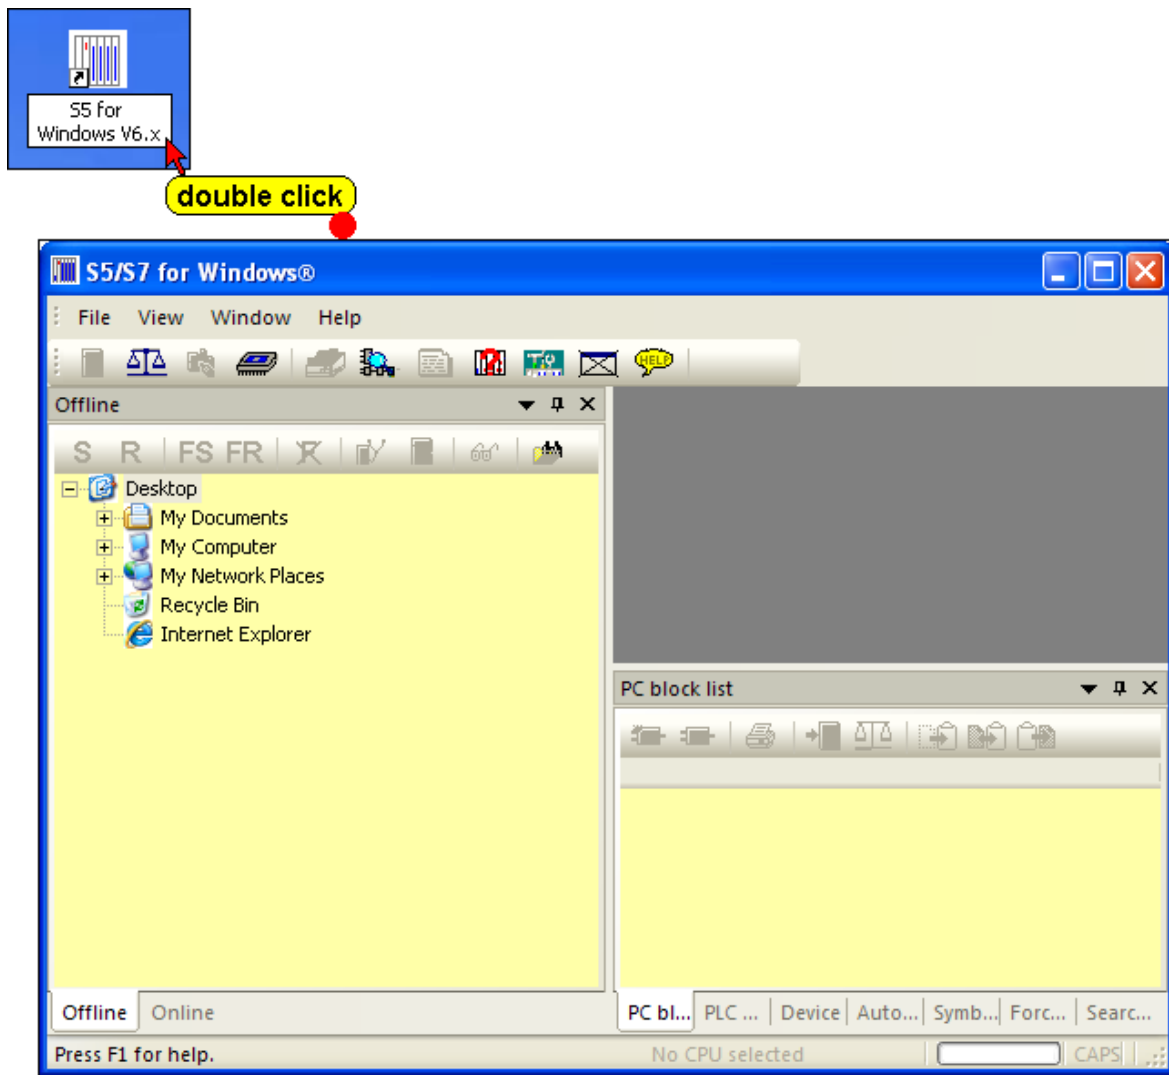 S5 for
Windows V6.x
double click
S5/S7 for Windows®
File View Window Help
HELP
Offline
S R FS FR
Desktop
My Documents
My Computer
My Network Places
Recycle Bin
Internet Explorer
PC block list
Offline Online
PC bl... PLC ... Device Auto... Symb... Forc... Searc...
Press F1 for help. No CPU selected CAPS